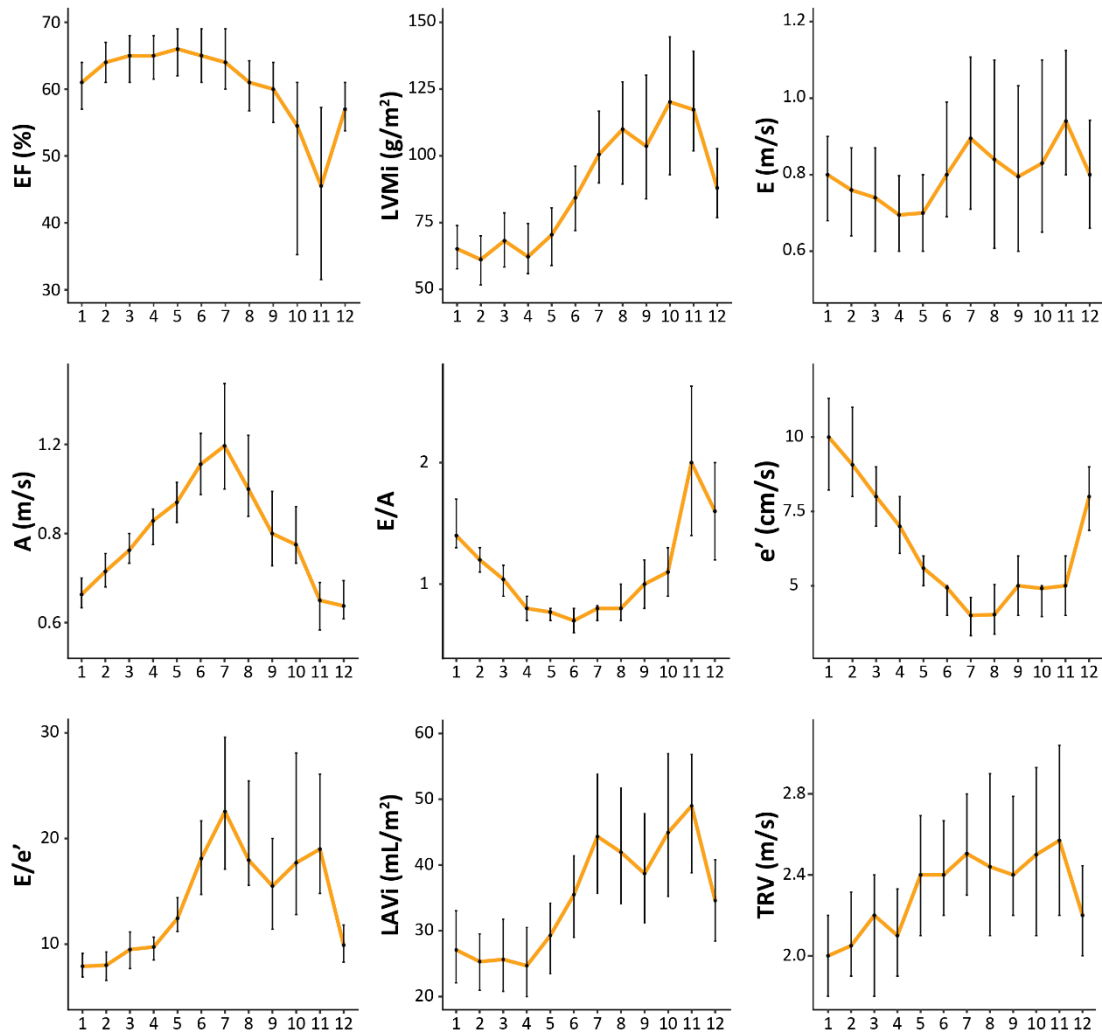 EF (%)
70
60
50
40
30
1 2 3 4 5 6 7 8 9 10 11 12
LVMi (g/m²)
150
125
100
75
50
1 2 3 4 5 6 7 8 9 10 11 12
E (m/s)
1.2
1.0
0.8
0.6
1 2 3 4 5 6 7 8 9 10 11 12
A (m/s)
1.2
0.8
0.6
1 2 3 4 5 6 7 8 9 10 11 12
E/A
2
1
1 2 3 4 5 6 7 8 9 10 11 12
e’ (cm/s)
10
7.5
5
1 2 3 4 5 6 7 8 9 10 11 12
E/e’
30
20
10
1 2 3 4 5 6 7 8 9 10 11 12
LAVi (mL/m²)
60
50
40
30
20
1 2 3 4 5 6 7 8 9 10 11 12
TRV (m/s)
2.8
2.4
2.0
1 2 3 4 5 6 7 8 9 10 11 12